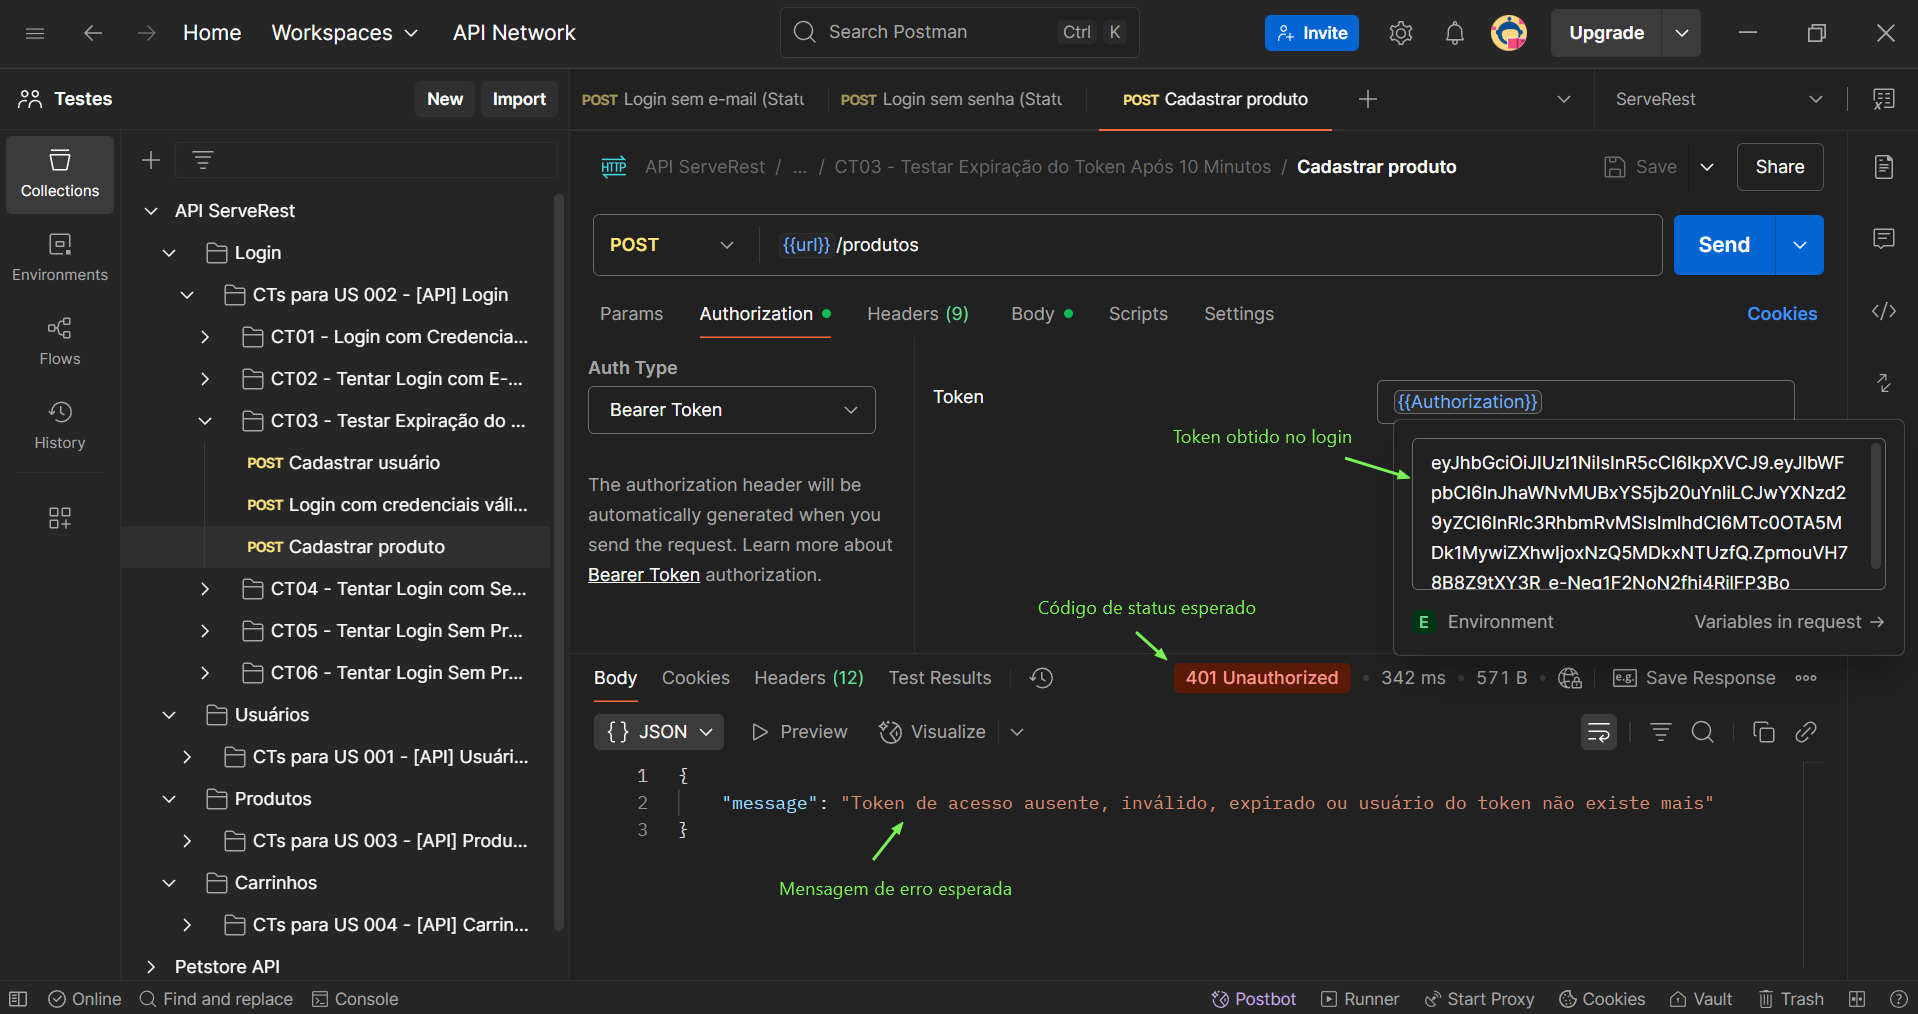 Home
Workspaces
API Network
Search Postman
Ctrl
K
Invite
Upgrade
Testes
New
Import
POST Login sem e-mail (Statu
POST Login sem senha (Statu
POST Cadastrar produto
ServeRest
Collections
Environments
Flows
History
API ServeRest
Login
CTs para US 002 - [API] Login
CT01 - Login com Credencia...
CT02 - Tentar Login com E-...
CT03 - Testar Expiração do ...
POST Cadastrar usuário
POST Login com credenciais váli...
POST Cadastrar produto
CT04 - Tentar Login com Se...
CT05 - Tentar Login Sem Pr...
CT06 - Tentar Login Sem Pr...
Usuários
CTs para US 001 - [API] Usuári...
Produtos
CTs para US 003 - [API] Produ...
Carrinhos
CTs para US 004 - [API] Carrin...
Petstore API
HTTP
API ServeRest / ... / CT03 - Testar Expiração do Token Após 10 Minutos / Cadastrar produto
Save
Share
POST
{{url}} /produtos
Send
Params
Authorization
Headers (9)
Body
Scripts
Settings
Cookies
Auth Type
Bearer Token
The authorization header will be
automatically generated when you
send the request. Learn more about
Bearer Token authorization.
Token
{{Authorization}}
Token obtido no login
eyJhbGciOiJIUzI1NiIsInR5cCI6IkpXVCJ9.eyJlbWF
pbCI6InJhaWNvMUBxYS5jb20uYnIiLCJwYXNzd2
9yZCI6InRlc3RhbmRvMSIsImlhdCI6MTc0OTA5M
Dk1MywiZXhwIjoxNzQ5MDkxNTUzfQ.ZpmouVH7
8B8Z9tXY3R_e-Neq1F2NoN2fhi4RilFP3Bo
E Environment
Variables in request →
Código de status esperado
Body
Cookies
Headers (12)
Test Results
401 Unauthorized
342 ms
571 B
e.g.
Save Response
{} JSON
Preview
Visualize
1 {
2 "message": "Token de acesso ausente, inválido, expirado ou usuário do token não existe mais"
3 }
Mensagem de erro esperada
Online
Find and replace
Console
Postbot
Runner
Start Proxy
Cookies
Vault
Trash